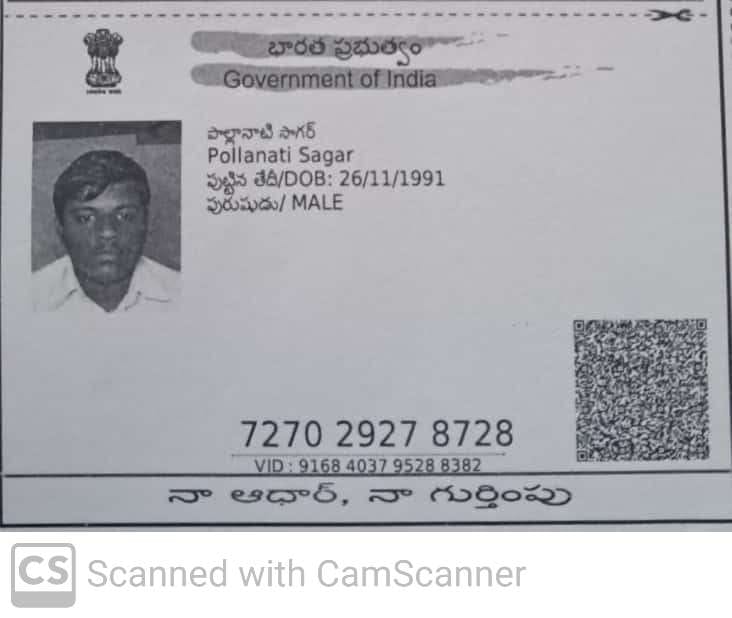 భారత ప్రభుత్వం
Government of India
పొల్లానాటి సాగర్
Pollanati Sagar
పుట్టిన తేదీ/DOB: 26/11/1991
పురుషుడు/ MALE
7270 2927 8728
VID : 9168 4037 9528 8382
నా ఆధార్, నా గుర్తింపు
CS Scanned with CamScanner